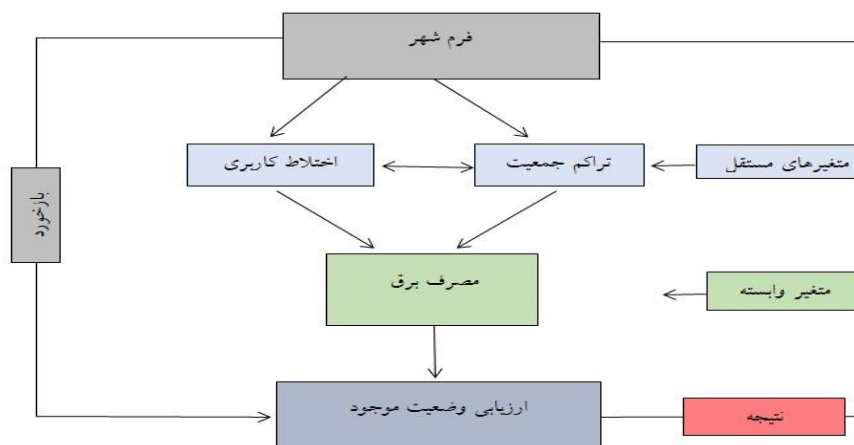 فرم شهر
متغیرهای مستقل
تراکم جمعیت
اختلاط کاربری
بازخورد
متغیر وابسته
مصرف برق
نتیجه
ارزیابی وضعیت موجود